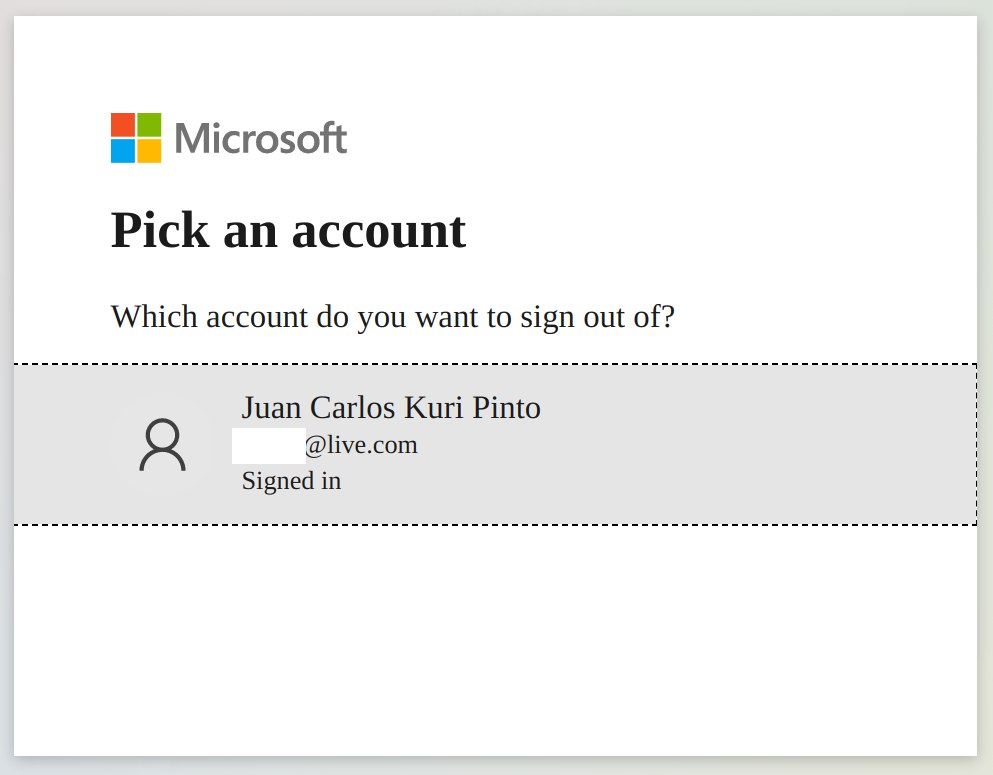 Microsoft
Pick an account
Which account do you want to sign out of?
Juan Carlos Kuri Pinto
@live.com
Signed in